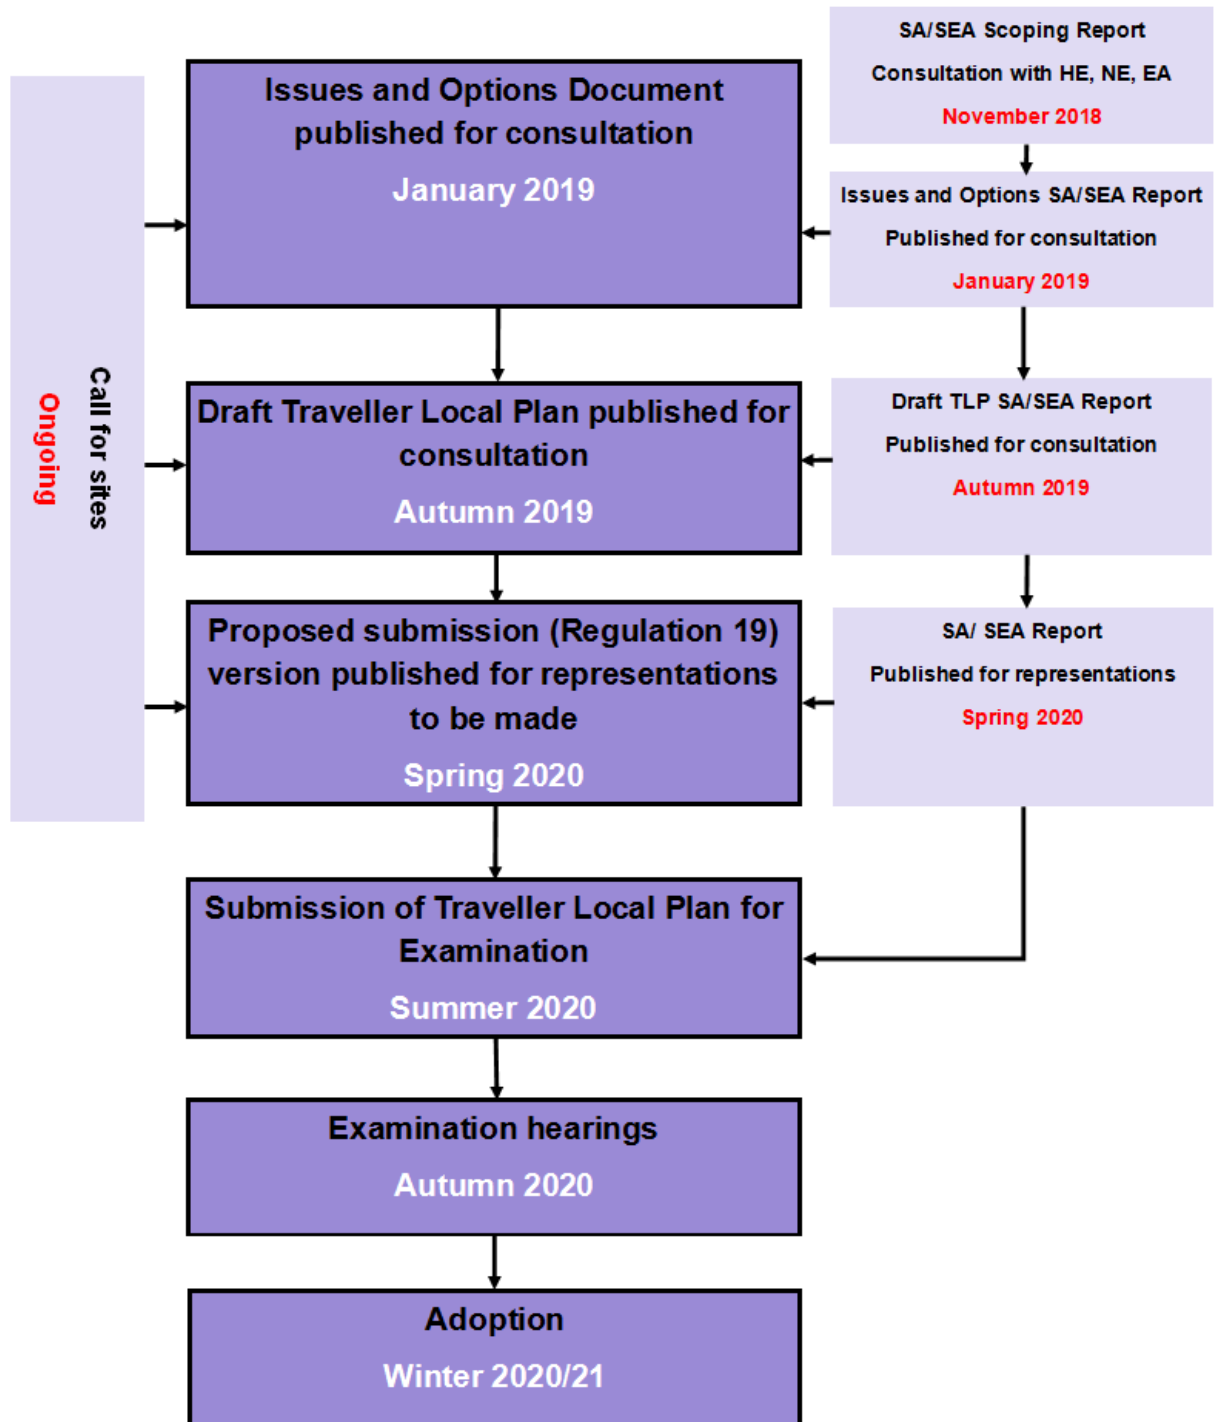 Issues and Options Document
published for consultation
January 2019
SA/SEA Scoping Report
Consultation with HE, NE, EA
November 2018
Issues and Options SA/SEA Report
Published for consultation
January 2019
Call for sites
Ongoing
Draft Traveller Local Plan published for
consultation
Autumn 2019
Draft TLP SA/SEA Report
Published for consultation
Autumn 2019
Proposed submission (Regulation 19)
version published for representations
to be made
Spring 2020
SA/ SEA Report
Published for representations
Spring 2020
Submission of Traveller Local Plan for
Examination
Summer 2020
Examination hearings
Autumn 2020
Adoption
Winter 2020/21